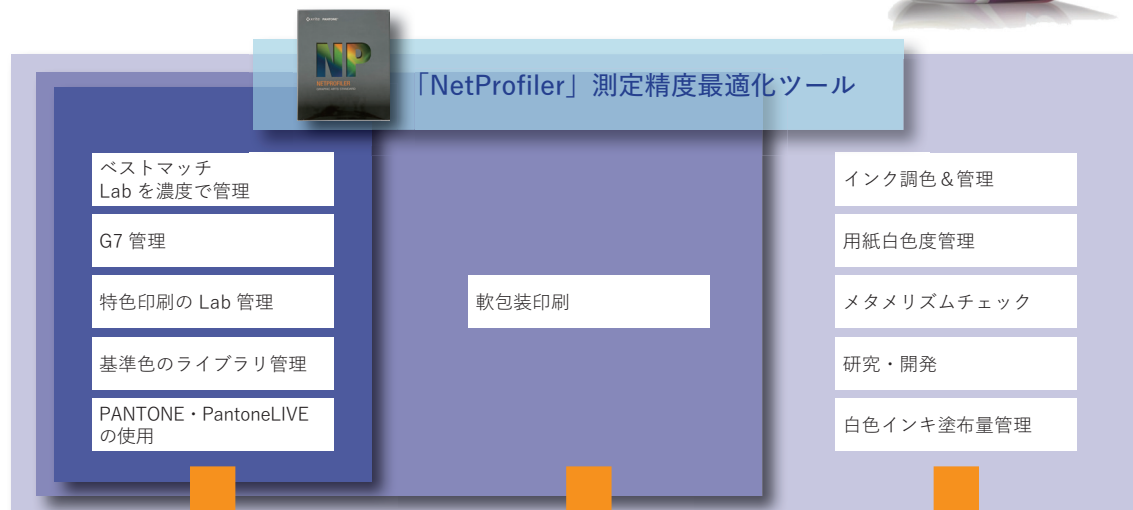 NP
NETPROFILER
「NetProfiler」測定精度最適化ツール
ベストマッチ
Lab を濃度で管理
G7 管理
特色印刷の Lab 管理
基準色のライブラリ管理
PANTONE・PantoneLIVE
の使用
軟包装印刷
インク調色＆管理
用紙白色度管理
メタメリズムチェック
研究・開発
白色インキ塗布量管理